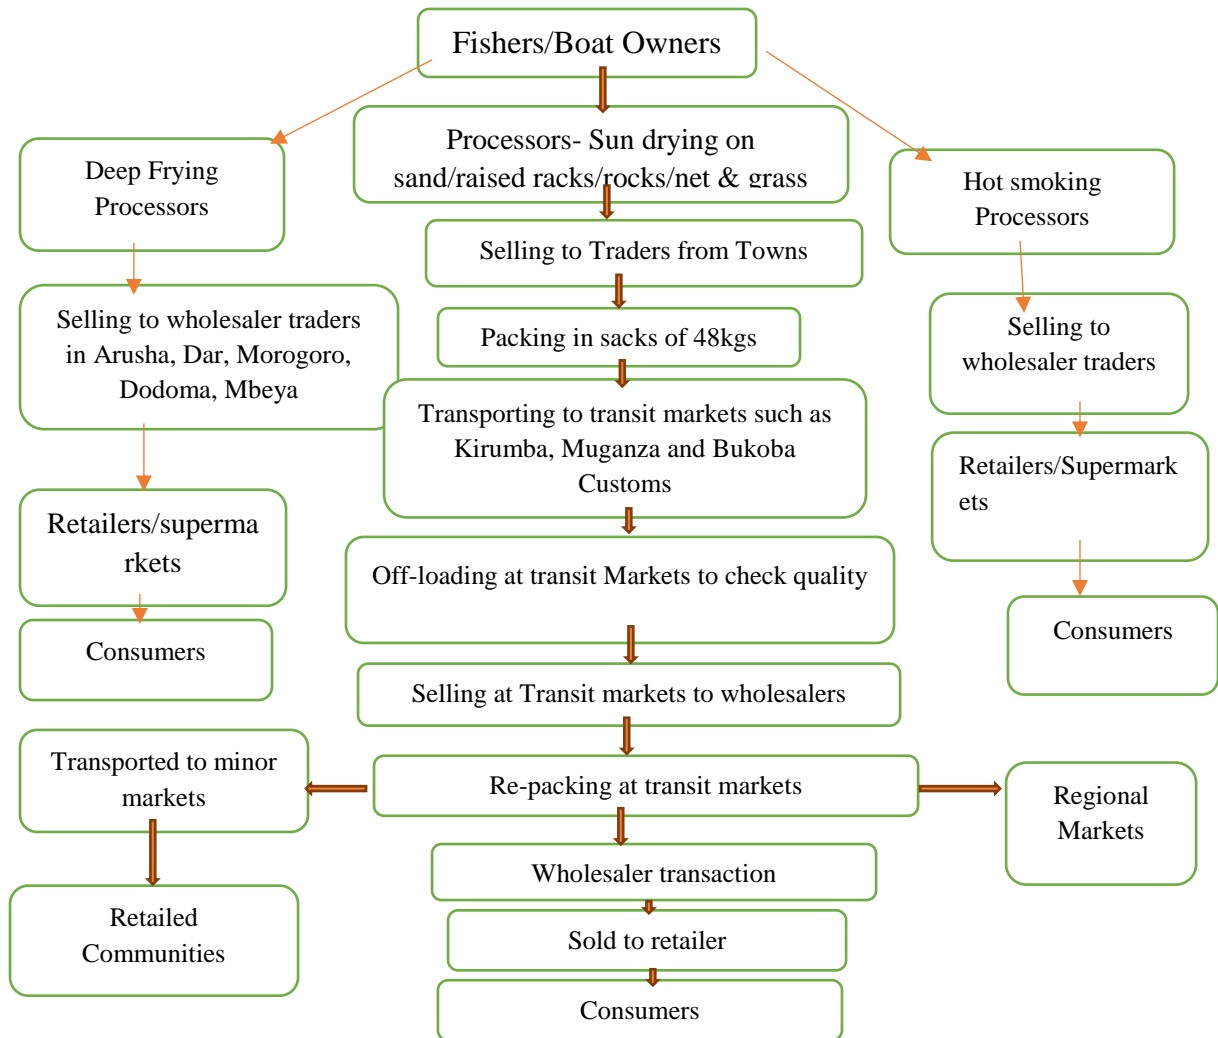 Fishers/Boat Owners
Processors- Sun drying on
sand/raised racks/rocks/net & grass
Deep Frying
Processors
Hot smoking
Processors
Selling to Traders from Towns
Selling to wholesaler traders
in Arusha, Dar, Morogoro,
Dodoma, Mbeya
Packing in sacks of 48kgs
Selling to
wholesaler traders
Transporting to transit markets such as
Kirumba, Muganza and Bukoba
Customs
Retailers/Supermark
ets
Retailers/superma
rkets
Off-loading at transit Markets to check quality
Consumers
Consumers
Selling at Transit markets to wholesalers
Transported to minor
markets
Re-packing at transit markets
Regional
Markets
Wholesaler transaction
Retailed
Communities
Sold to retailer
Consumers